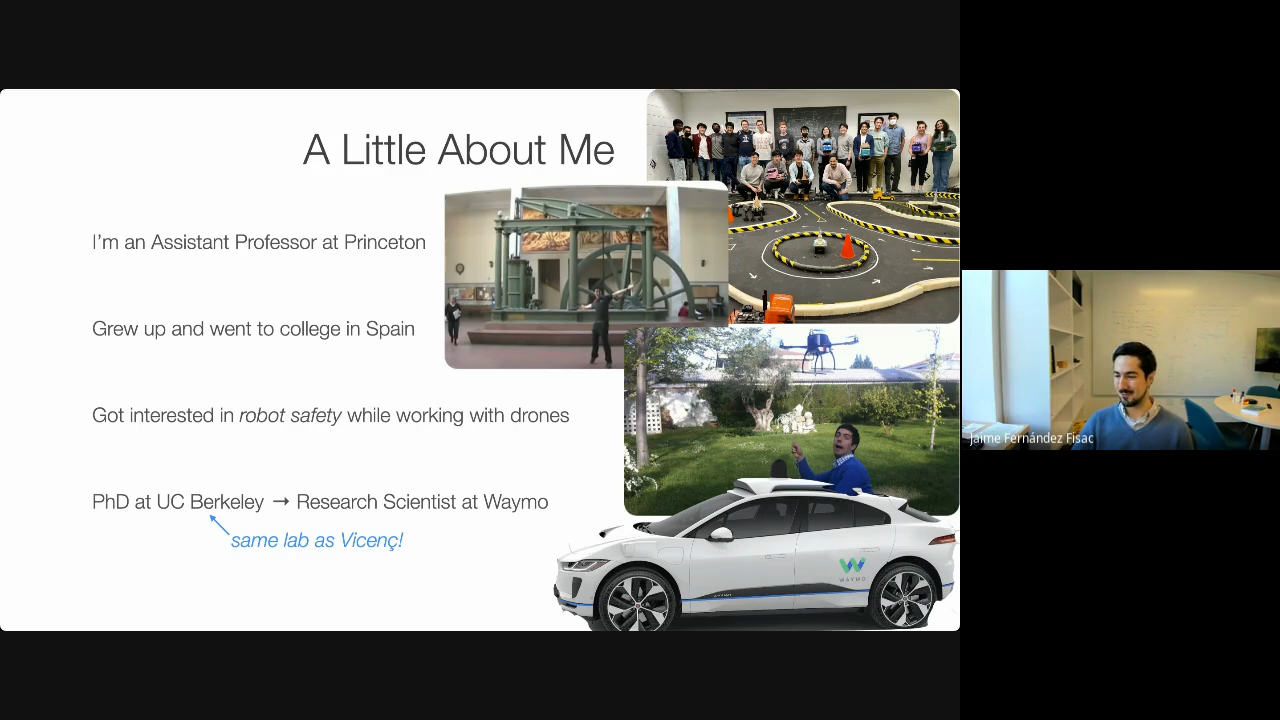 A Little About Me
I'm an Assistant Professor at Princeton
Grew up and went to college in Spain
Got interested in robot safety while working with drones
PhD at UC Berkeley → Research Scientist at Waymo
same lab as Vicenç!
WAYMO
Jaime Fernández Fisac